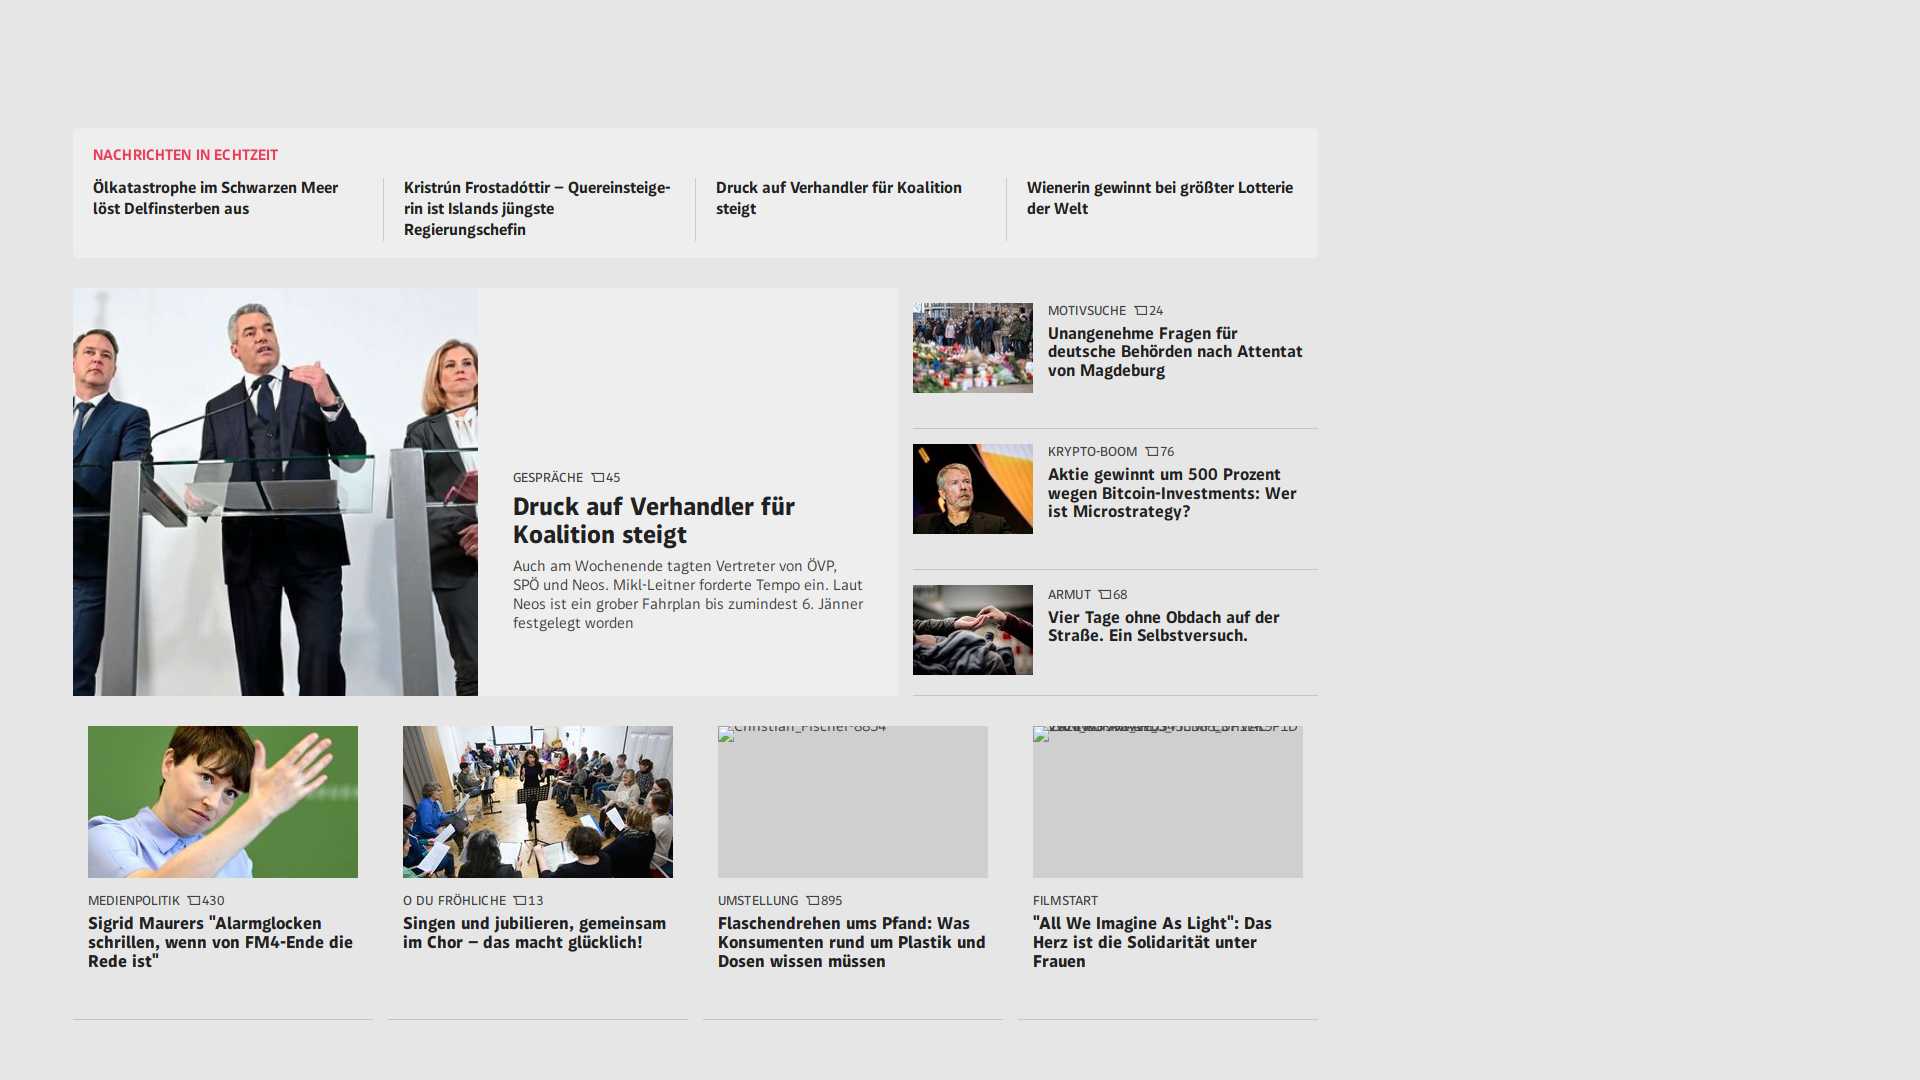 NACHRICHTEN IN ECHTZEIT
Ölkatastrophe im Schwarzen Meer
löst Delfinsterben aus
Kristrún Frostadóttir – Quereinsteige-
rin ist Islands jüngste
Regierungschefin
Druck auf Verhandler für Koalition
steigt
Wienerin gewinnt bei größter Lotterie
der Welt
GESPRÄCHE 45
Druck auf Verhandler für
Koalition steigt
Auch am Wochenende tagten Vertreter von ÖVP,
SPÖ und Neos. Mikl-Leitner forderte Tempo ein. Laut
Neos ist ein grober Fahrplan bis zumindest 6. Jänner
festgelegt worden
MOTIVSUCHE 24
Unangenehme Fragen für
deutsche Behörden nach Attentat
von Magdeburg
KRYPTO-BOOM 76
Aktie gewinnt um 500 Prozent
wegen Bitcoin-Investments: Wer
ist Microstrategy?
ARMUT 68
Vier Tage ohne Obdach auf der
Straße. Ein Selbstversuch.
MEDIENPOLITIK 430
Sigrid Maurers "Alarmglocken
schrillen, wenn von FM4-Ende die
Rede ist"
O DU FRÖHLICHE 13
Singen und jubilieren, gemeinsam
im Chor – das macht glücklich!
Christian_Fischer-8854
UMSTELLUNG 895
Flaschendrehen ums Pfand: Was
Konsumenten rund um Plastik und
Dosen wissen müssen
FILMSTART
"All We Imagine As Light": Das
Herz ist die Solidarität unter
Frauen